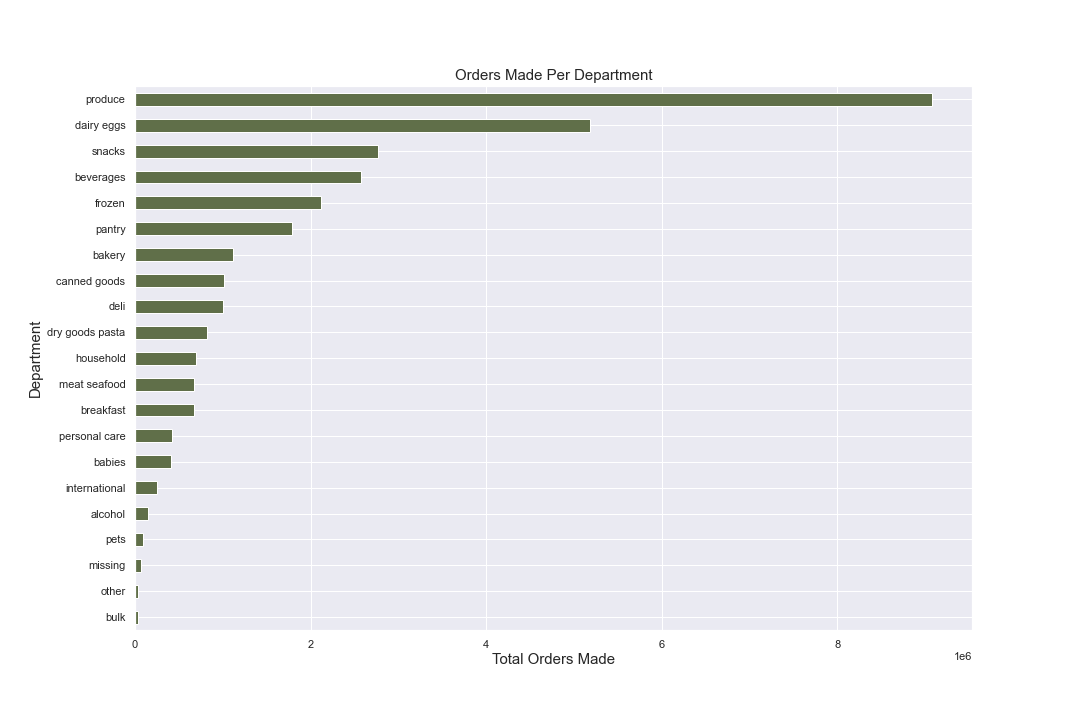 Orders Made Per Department
produce
dairy eggs
snacks
beverages
frozen
pantry
bakery
canned goods
deli
dry goods pasta
household
meat seafood
breakfast
personal care
babies
international
alcohol
pets
missing
other
bulk
Department
0 2 4 6 8
1e6
Total Orders Made